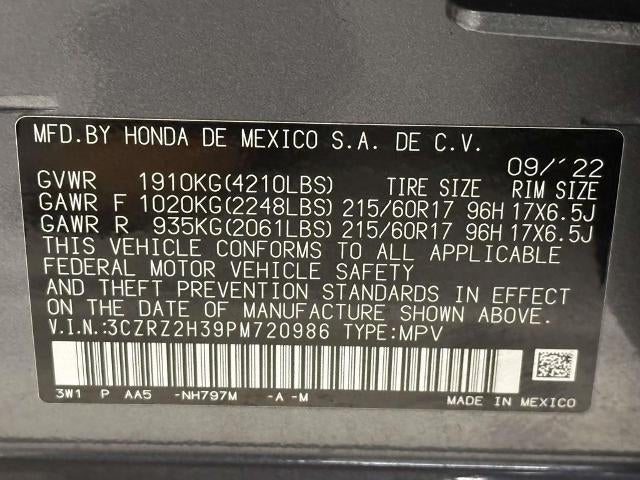 MFD.BY HONDA DE MEXICO S.A. DE C.V.
09/'22
GVWR 1910KG(4210LBS) TIRE SIZE RIM SIZE
GAWR F 1020KG(2248LBS) 215/60R17 96H 17X6.5J
GAWR R 935KG(2061LBS) 215/60R17 96H 17X6.5J
THIS VEHICLE CONFORMS TO ALL APPLICABLE
FEDERAL MOTOR VEHICLE SAFETY
AND THEFT PREVENTION STANDARDS IN EFFECT
ON THE DATE OF MANUFACTURE SHOWN ABOVE.
V.I.N.:3CZRZ2H39PM720986 TYPE:MPV
3W1 P AA5 -NH797M -A -M MADE IN MEXICO